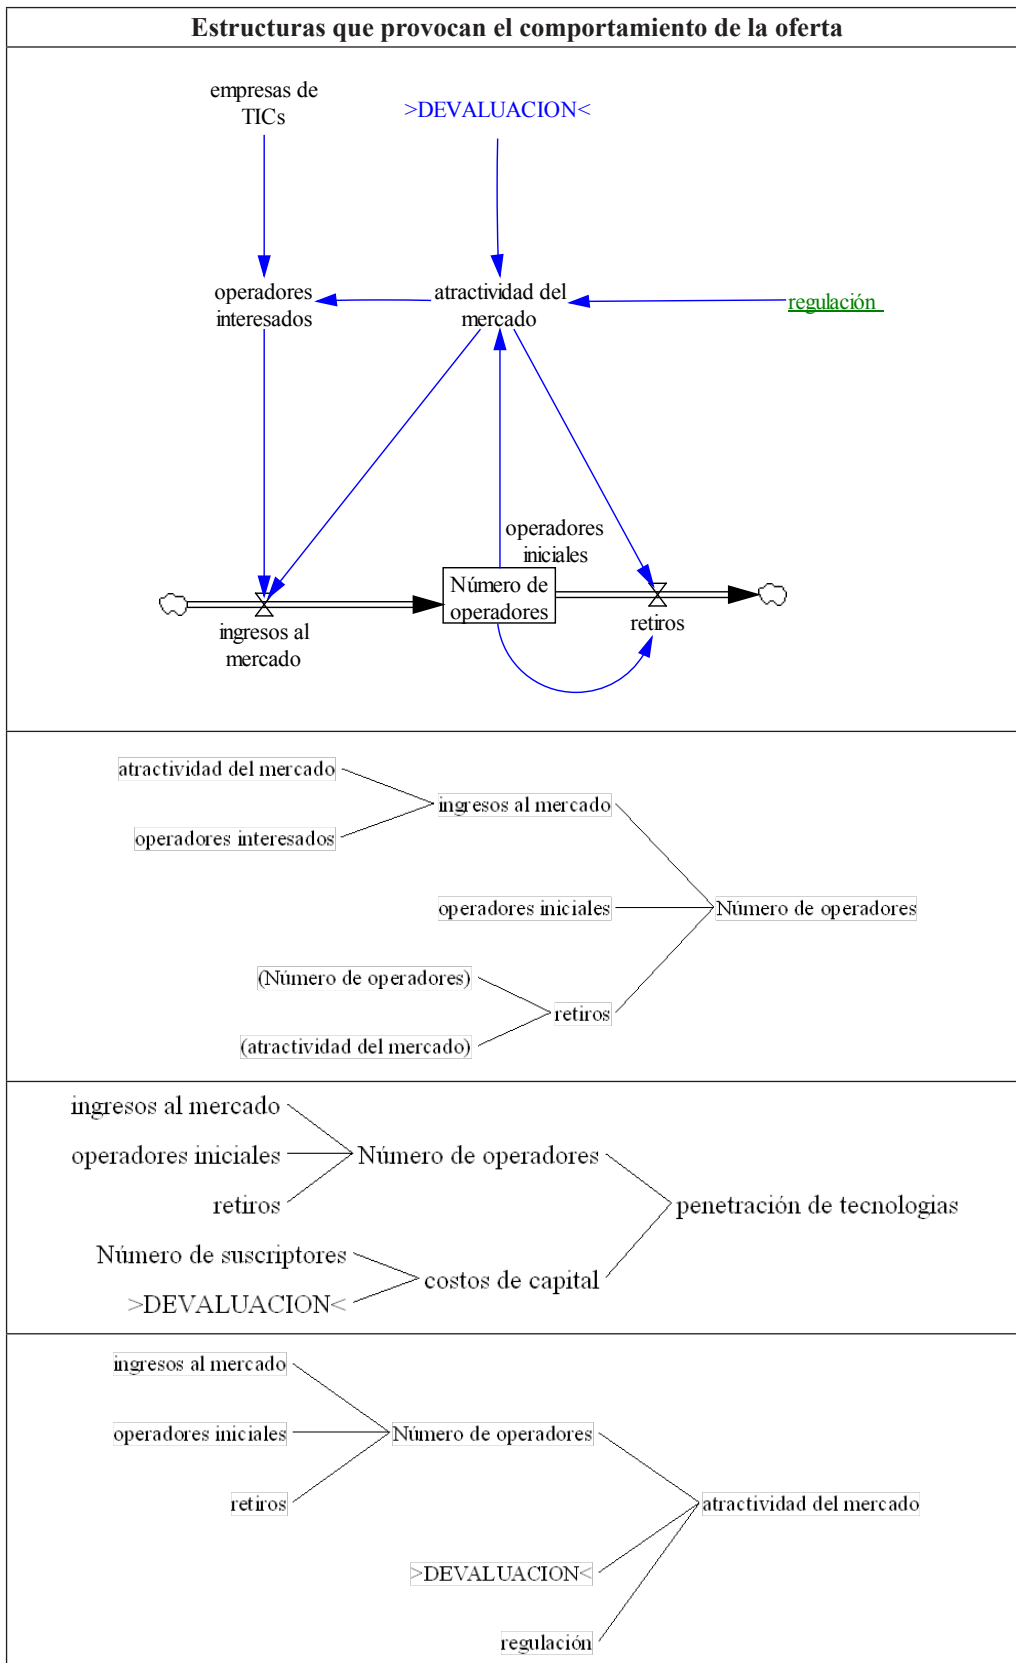 Estructuras que provocan el comportamiento de la oferta
empresas de
TICs
>DEVALUACION<
operadores
interesados
atractividad del
mercado
regulación
operadores
iniciales
Número de
operadores
ingresos al
mercado
retiros
atractividad del mercado
ingresos al mercado
operadores interesados
operadores iniciales
Número de operadores
(Número de operadores)
retiros
(atractividad del mercado)
ingresos al mercado
operadores iniciales
Número de operadores
retiros
penetración de tecnologias
Número de suscriptores
costos de capital
>DEVALUACION<
ingresos al mercado
operadores iniciales
Número de operadores
retiros
atractividad del mercado
>DEVALUACION<
regulación